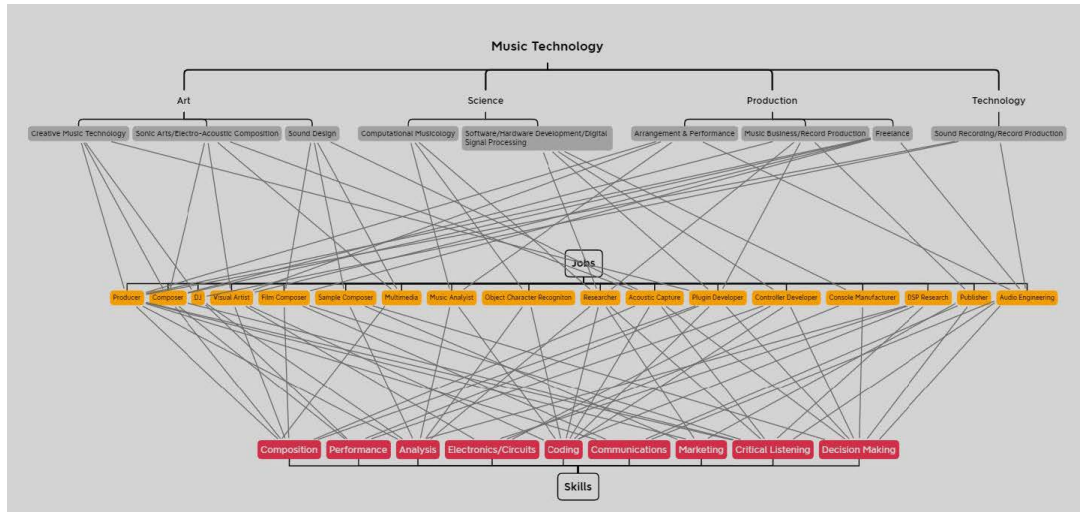 Music Technology
Art
Science
Production
Technology
Creative Music Technology
Sonic Arts/Electro-Acoustic Composition
Sound Design
Computational Musicology
Software/Hardware Development/Digital
Signal Processing
Arrangement & Performance
Music Business/Record Production
Freelance
Sound Recording/Record Production
Jobs
Producer
Composer
DJ
Visual Artist
Film Composer
Sample Composer
Multimedia
Music Analyst
Object Character Recognition
Researcher
Acoustic Capture
Plugin Developer
Controller Developer
Console Manufacturer
DSP Research
Publisher
Audio Engineering
Composition
Performance
Analysis
Electronics/Circuits
Coding
Communications
Marketing
Critical Listening
Decision Making
Skills